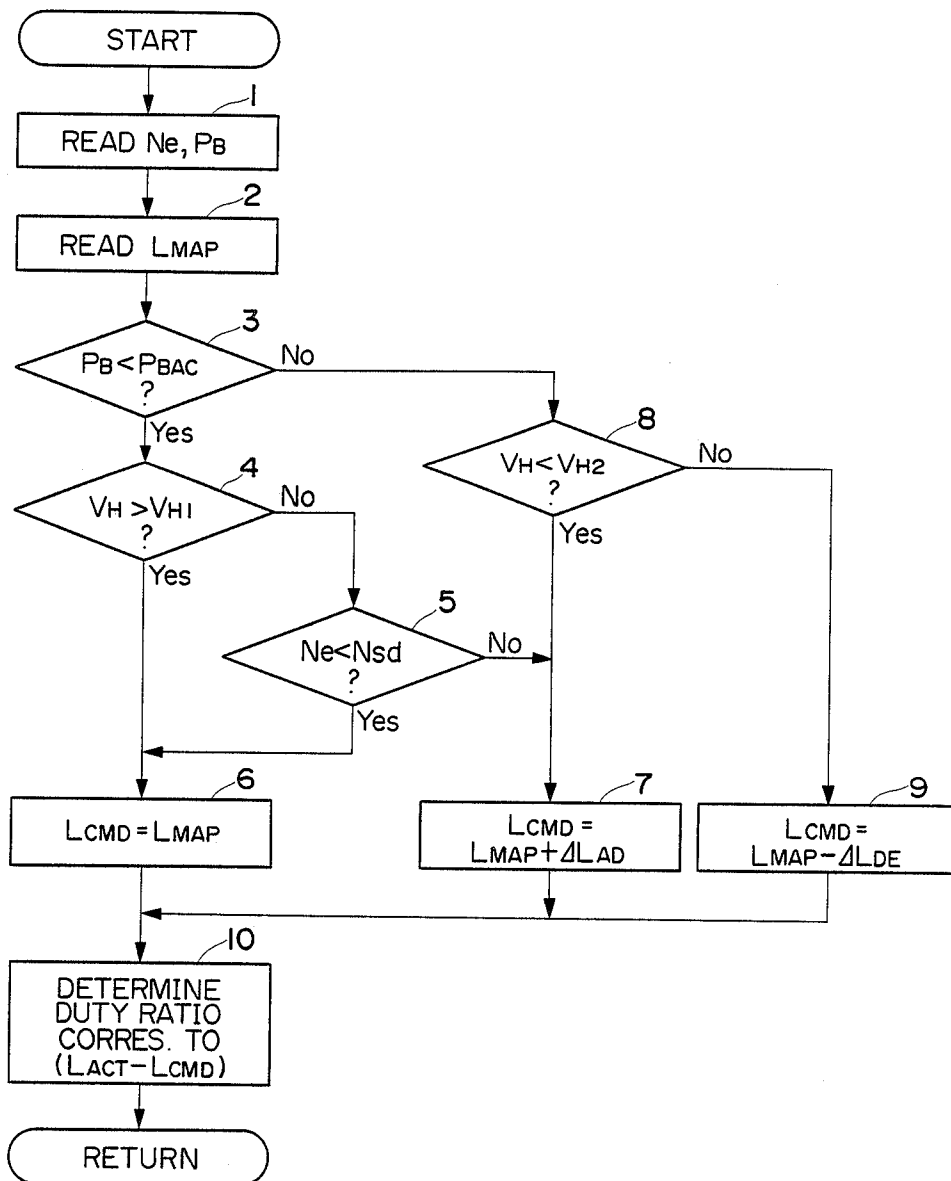 START
1
READ Ne, PB
2
READ LMAP
3
PB<PBAC
?
No
Yes
4
VH>VH1
?
No
Yes
5
Ne<Nsd
?
No
Yes
8
VH<VH2
?
No
Yes
6
LCMD=LMAP
7
LCMD=
LMAP+ΔLAD
9
LCMD=
LMAP-ΔLDE
10
DETERMINE
DUTY RATIO
CORRES. TO
(LACT-LCMD)
RETURN